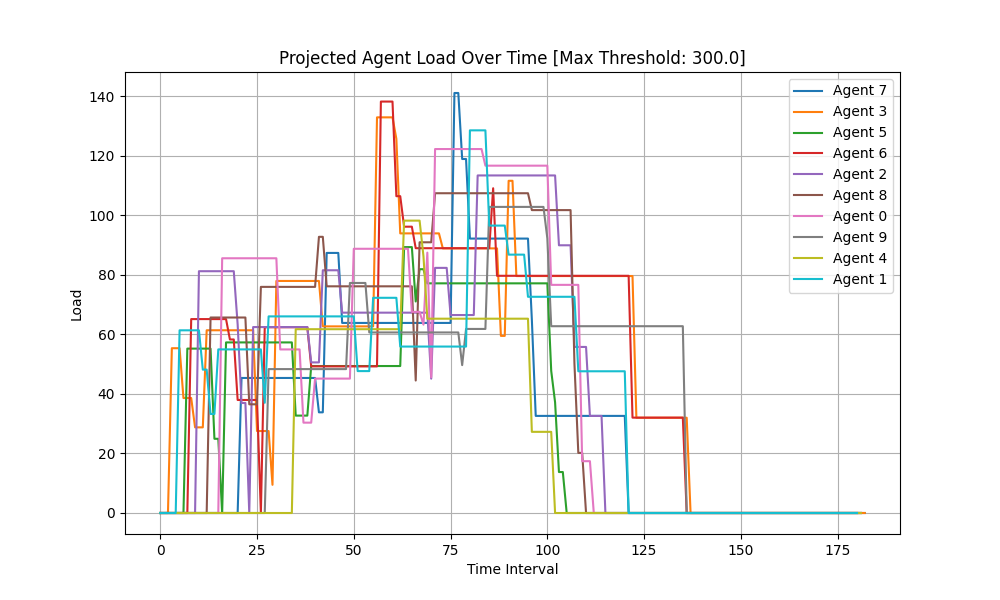 Projected Agent Load Over Time [Max Threshold: 300.0]
Load
140
120
100
80
60
40
20
0
0 25 50 75 100 125 150 175
Time Interval
Agent 7
Agent 3
Agent 5
Agent 6
Agent 2
Agent 8
Agent 0
Agent 9
Agent 4
Agent 1